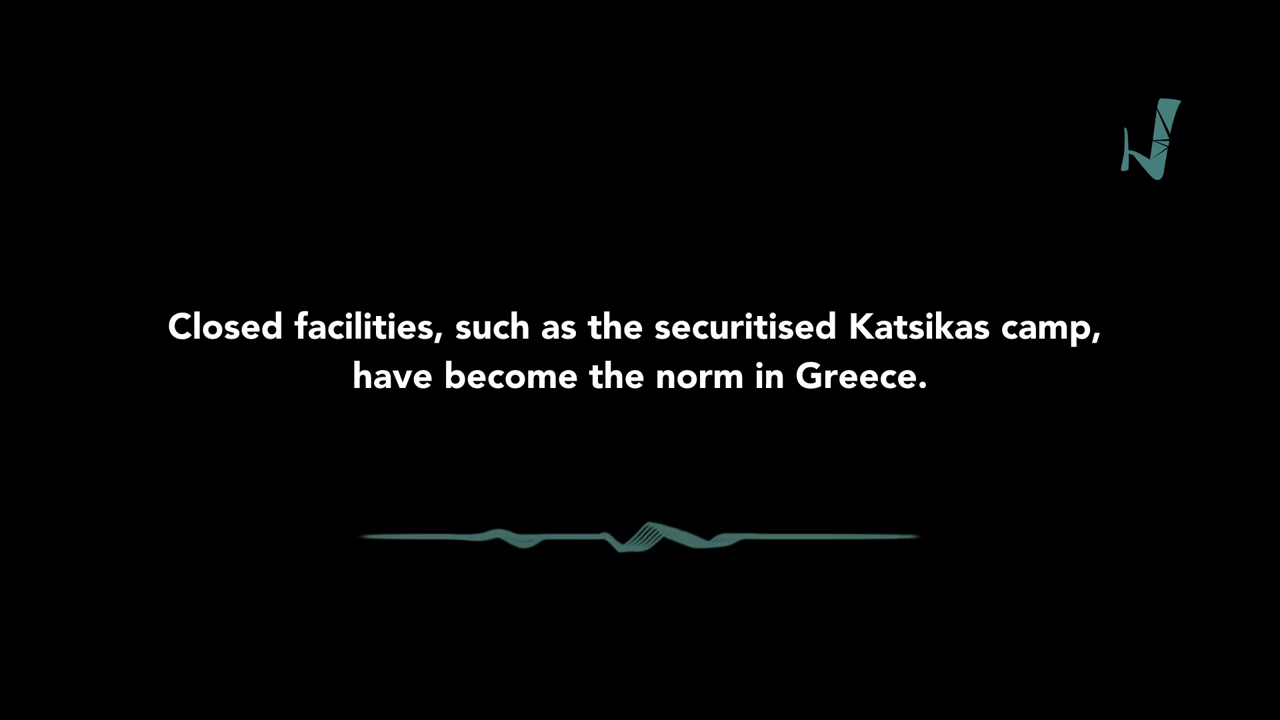 Closed facilities, such as the securitised Katsikas camp,
have become the norm in Greece.